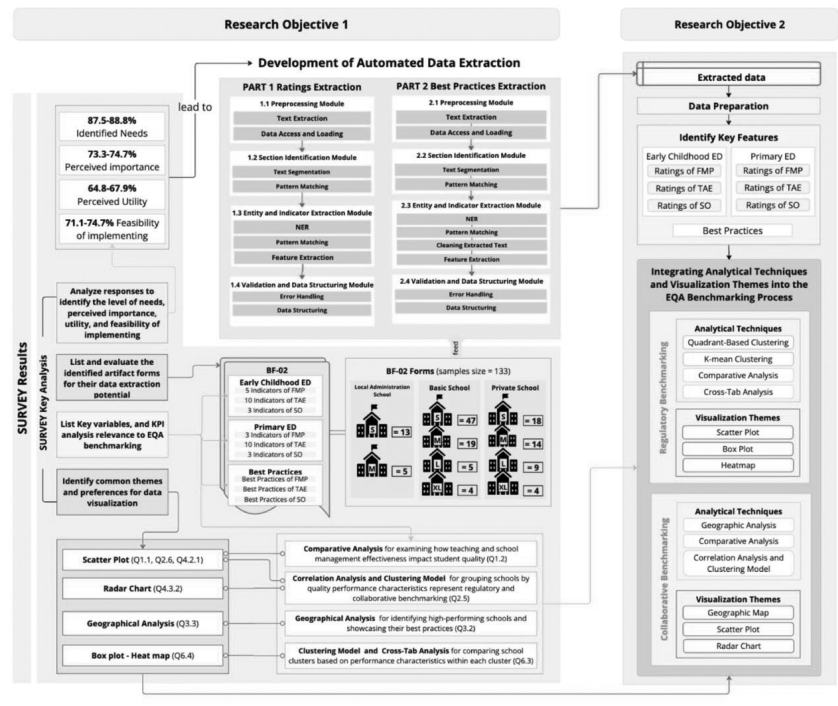 Research Objective 1
Research Objective 2
Development of Automated Data Extraction
lead to
87.5-88.8%
Identified Needs
73.3-74.7%
Perceived importance
64.8-67.9%
Perceived Utility
71.1-74.7% Feasibility
of implementing
PART 1 Ratings Extraction
1.1 Preprocessing Module
Text Extraction
Data Access and Loading
1.2 Section Identification Module
Text Segmentation
Pattern Matching
1.3 Entity and Indicator Extraction Module
NER
Pattern Matching
Feature Extraction
1.4 Validation and Data Structuring Module
Error Handling
Data Structuring
PART 2 Best Practices Extraction
2.1 Preprocessing Module
Text Extraction
Data Access and Loading
2.2 Section Identification Module
Text Segmentation
Pattern Matching
2.3 Entity and Indicator Extraction Module
NER
Pattern Matching
Cleaning Extracted Text
Feature Extraction
2.4 Validation and Data Structuring Module
Error Handling
Data Structuring
SURVEY Results
SURVEY Key Analysis
Analyze responses to
identify the level of needs,
perceived importance,
utility, and feasibility of
implementing
List and evaluate the
identified artifact forms
for their data extraction
potential
List Key variables, and KPI
analysis relevance to EQA
benchmarking
Identify common themes
and preferences for data
visualization
BF-02
Early Childhood ED
5 Indicators of FMP
10 Indicators of TAE
3 Indicators of SO
Primary ED
3 Indicators of FMP
10 Indicators of TAE
3 Indicators of SO
Best Practices
Best Practices of FMP
Best Practices of TAE
Best Practices of SO
feed
BF-02 Forms (samples size = 133)
Local Administration
School
S = 13
M = 5
Basic School
S = 47
M = 19
L = 5
XL = 4
Private School
S = 18
M = 14
L = 9
XL = 4
Scatter Plot (Q1.1, Q2.6, Q4.2.1)
Radar Chart (Q4.3.2)
Geographical Analysis (Q3.3)
Box plot - Heat map (Q6.4)
Comparative Analysis for examining how teaching and school
management effectiveness impact student quality (Q1.2)
Correlation Analysis and Clustering Model for grouping schools by
quality performance characteristics represent regulatory and
collaborative benchmarking (Q2.5)
Geographical Analysis for identifying high-performing schools and
showcasing their best practices (Q3.2)
Clustering Model and Cross-Tab Analysis for comparing school
clusters based on performance characteristics within each cluster (Q6.3)
Extracted data
Data Preparation
Identify Key Features
Early Childhood ED
Ratings of FMP
Ratings of TAE
Ratings of SO
Primary ED
Ratings of FMP
Ratings of TAE
Ratings of SO
Best Practices
Integrating Analytical Techniques
and Visualization Themes into the
EQA Benchmarking Process
Regulatory Benchmarking
Analytical Techniques
Quadrant-Based Clustering
K-mean Clustering
Comparative Analysis
Cross-Tab Analysis
Visualization Themes
Scatter Plot
Box Plot
Heatmap
Collaborative Benchmarking
Analytical Techniques
Geographic Analysis
Comparative Analysis
Correlation Analysis and
Clustering Model
Visualization Themes
Geographic Map
Scatter Plot
Radar Chart